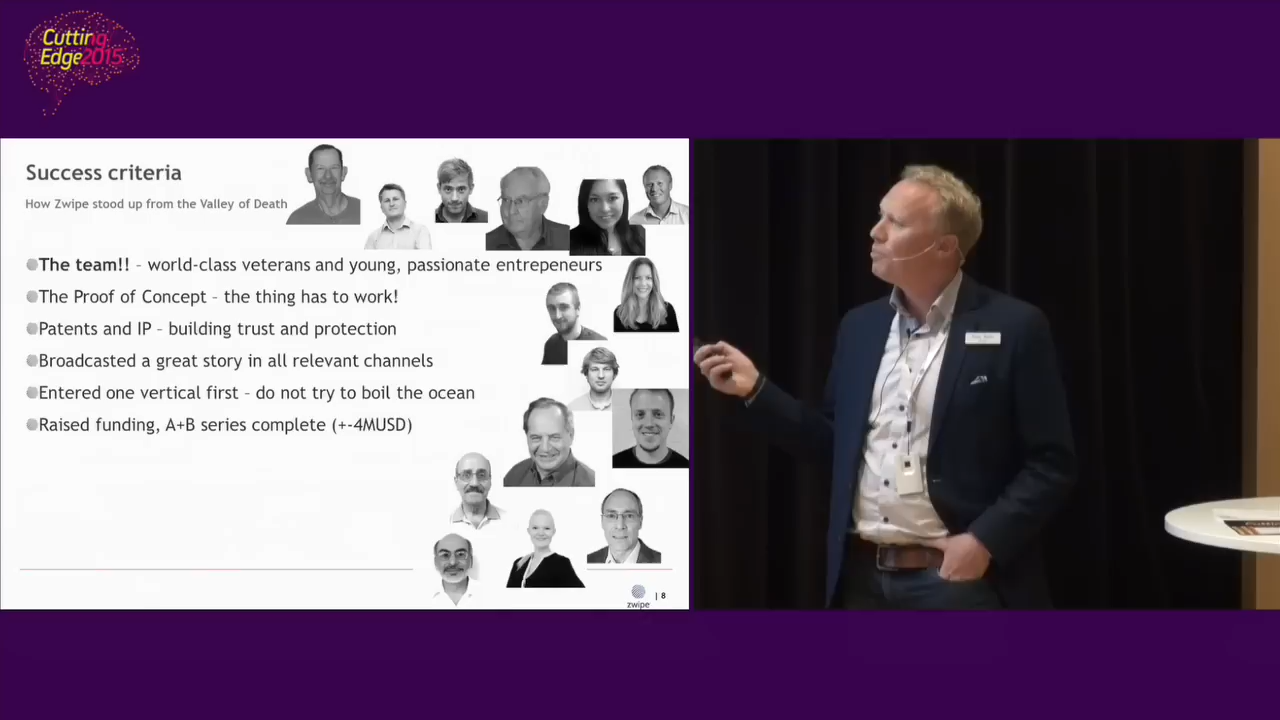 Cutting
Edge2015
Success criteria
How Zwipe stood up from the Valley of Death
The team!! - world-class veterans and young, passionate entrepeneurs
The Proof of Concept - the thing has to work!
Patents and IP - building trust and protection
Broadcasted a great story in all relevant channels
Entered one vertical first - do not try to boil the ocean
Raised funding, A+B series complete (+-4MUSD)
zwipe
| 8